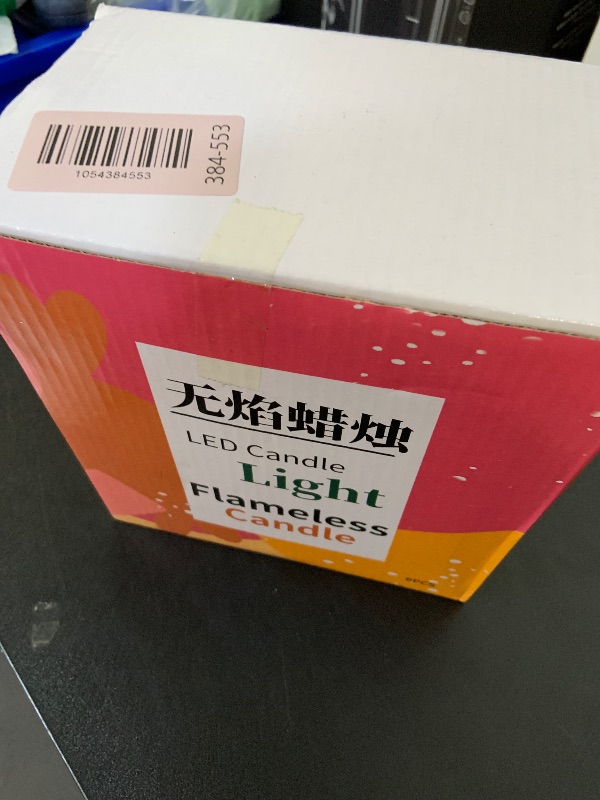 1054384553
384-553
无焰蜡烛
LED Candle
Light
Flameless
Candle